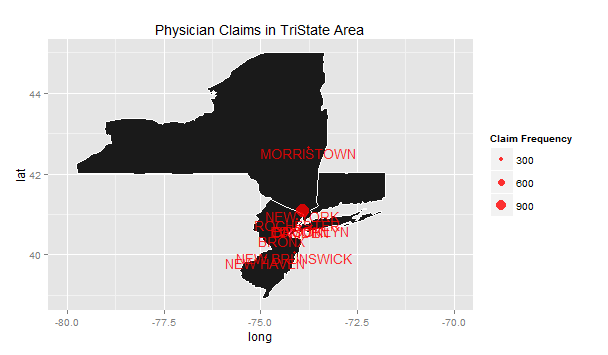 Physician Claims in TriState Area
44
42
40
lat
-80.0
-77.5
-75.0
-72.5
-70.0
long
MORRISTOWN
NEW YORK
BROOKLYN
BRONX
NEW BRUNSWICK
NEW HAVEN
Claim Frequency
300
600
900